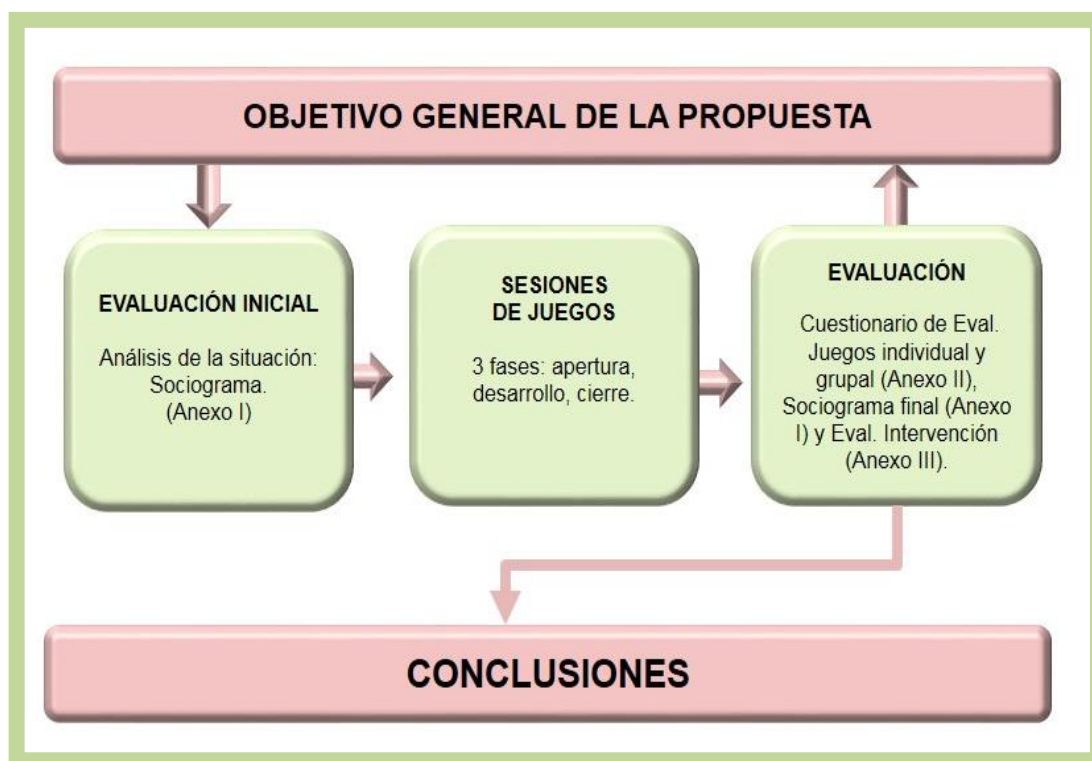 OBJETIVO GENERAL DE LA PROPUESTA
EVALUACIÓN INICIAL
Análisis de la situación:
Sociograma.
(Anexo I)
SESIONES
DE JUEGOS
3 fases: apertura,
desarrollo, cierre.
EVALUACIÓN
Cuestionario de Eval.
Juegos individual y
grupal (Anexo II),
Sociograma final (Anexo
I) y Eval. Intervención
(Anexo III).
CONCLUSIONES